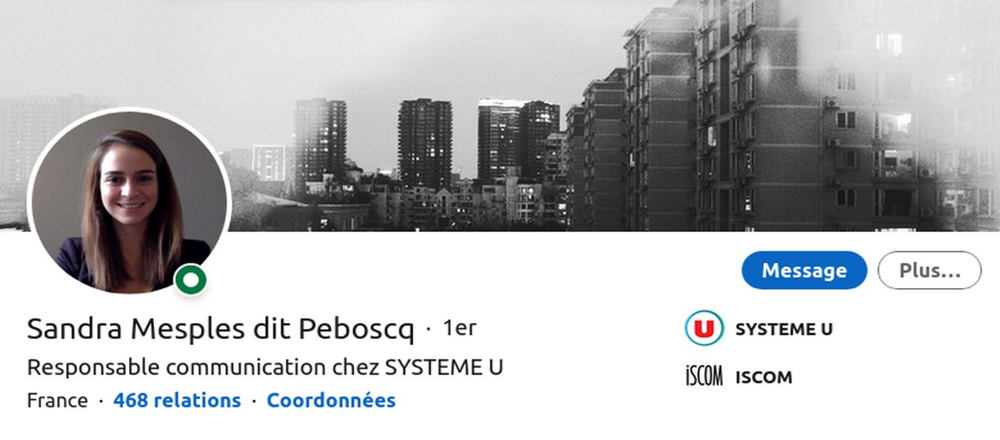 Message
Plus...
Sandra Mesples dit Peboscq · 1er
Responsable communication chez SYSTEME U
France · 468 relations · Coordonnées
U SYSTEME U
iSCOM ISCOM